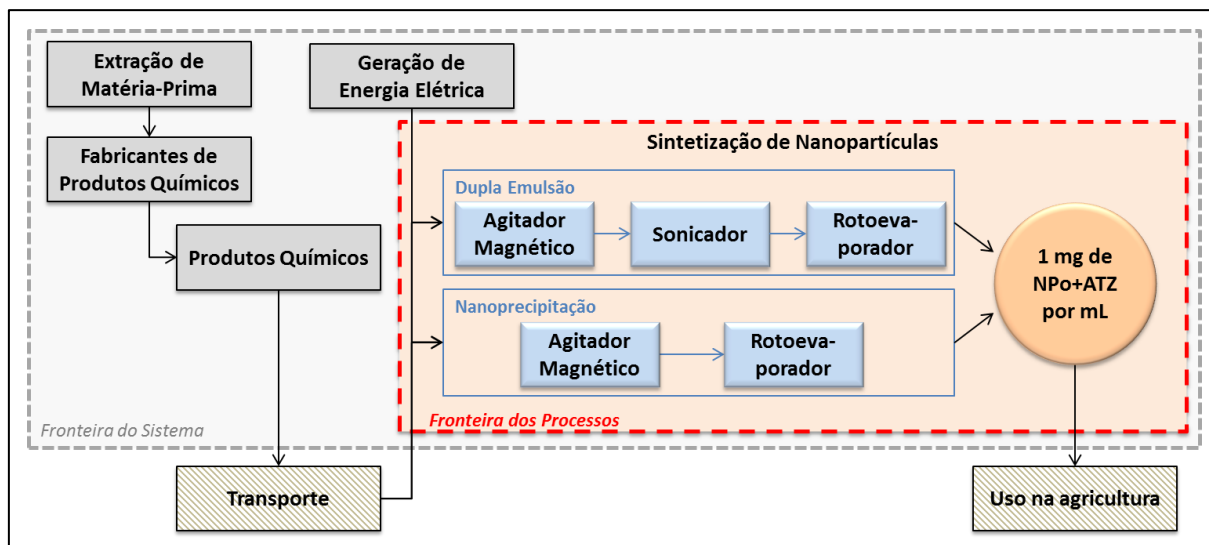 Extração de
Matéria-Prima
Geração de
Energia Elétrica
Fabricantes de
Produtos Químicos
Produtos Químicos
Sintetização de Nanopartículas
Dupla Emulsão
Agitador
Magnético
Sonicador
Rotoeva-
porador
Nanoprecipitação
Agitador
Magnético
Rotoeva-
porador
1 mg de
NPo+ATZ
por mL
Fronteira dos Processos
Fronteira do Sistema
Transporte
Uso na agricultura